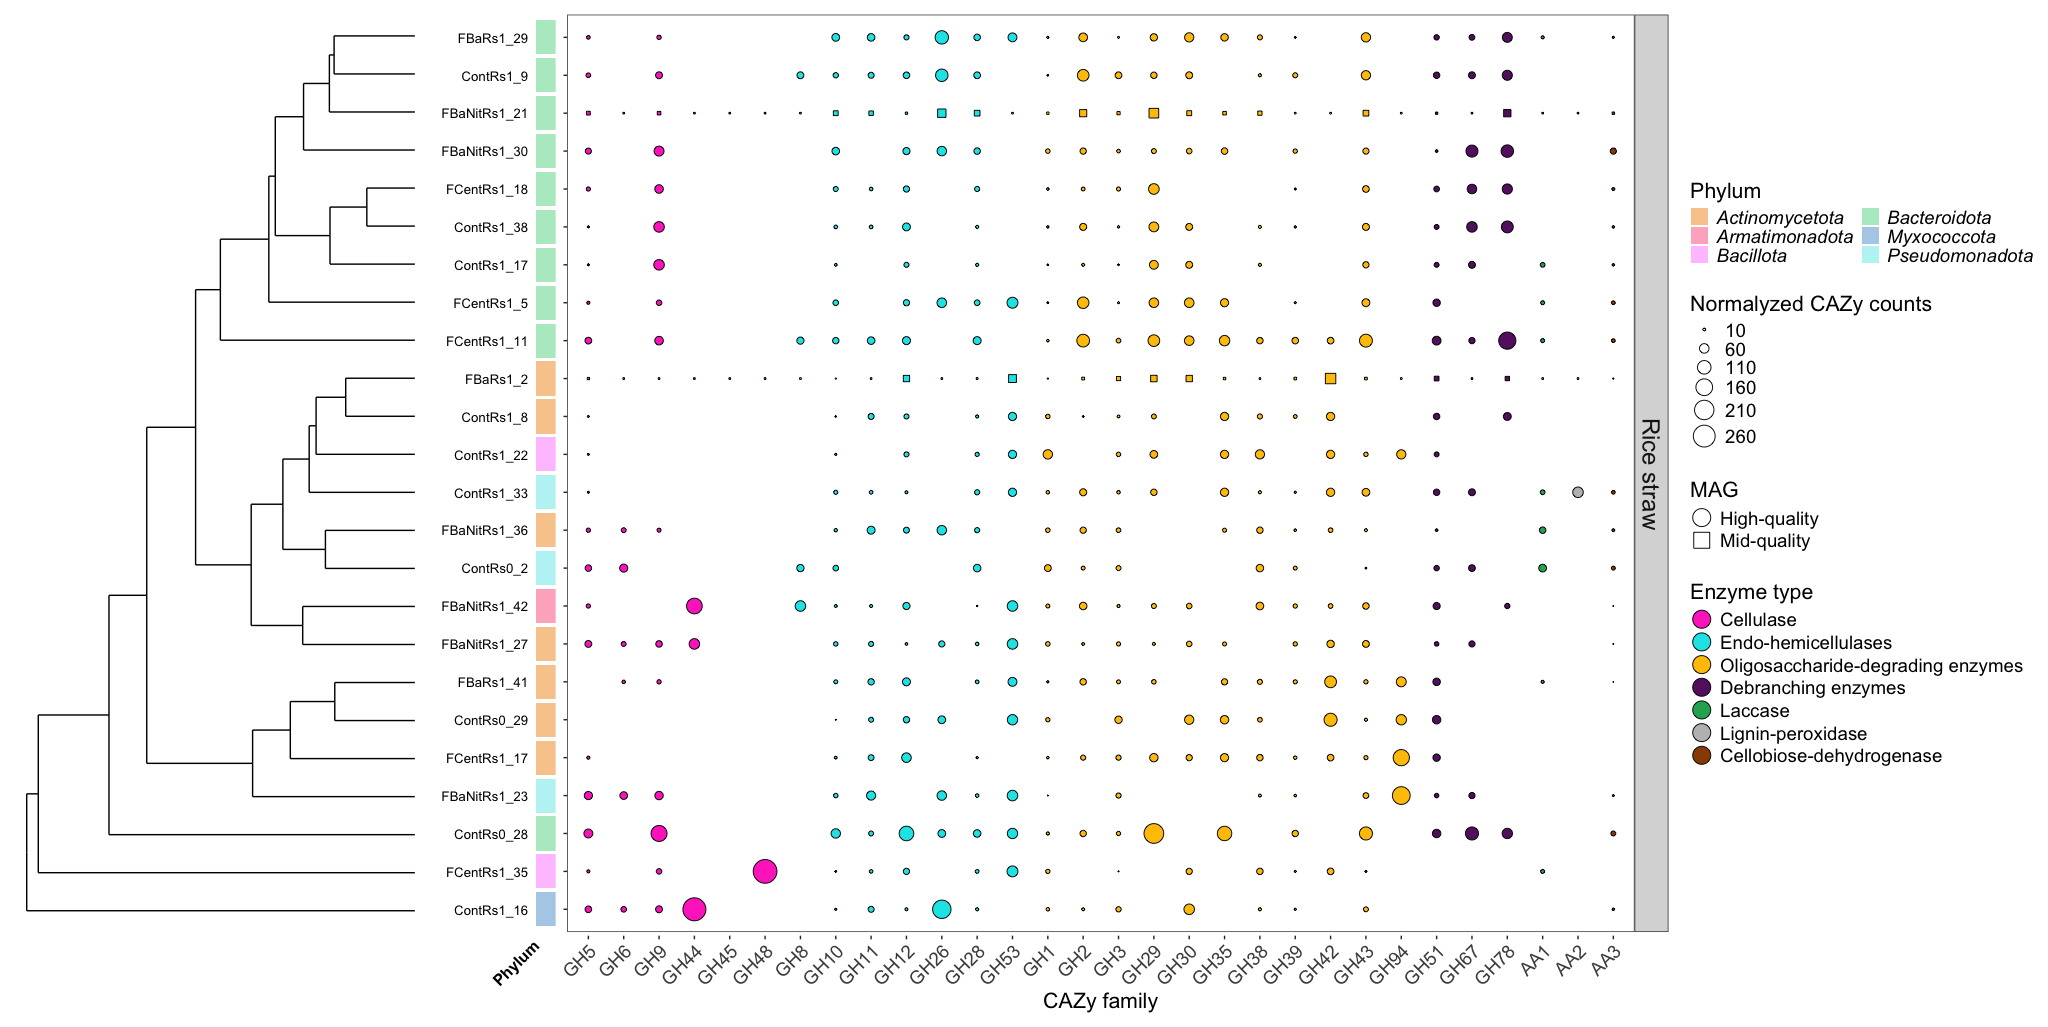 FBaRs1_29
ContRs1_9
FBaNitRs1_21
FBaNitRs1_30
FCentRs1_18
ContRs1_38
ContRs1_17
FCentRs1_5
FCentRs1_11
FBaRs1_2
ContRs1_8
ContRs1_22
ContRs1_33
FBaNitRs1_36
ContRs0_2
FBaNitRs1_42
FBaNitRs1_27
FBaRs1_41
ContRs0_29
FCentRs1_17
FBaNitRs1_23
ContRs0_28
FCentRs1_35
ContRs1_16
Phylum
GH5 GH6 GH9 GH44 GH45 GH48 GH8 GH10 GH11 GH12 GH26 GH28 GH53 GH1 GH2 GH3 GH29 GH30 GH35 GH38 GH39 GH42 GH43 GH94 GH51 GH67 GH78 AA1 AA2 AA3
CAZy family
Rice straw
Phylum
Actinomycetota Bacteroidota
Armatimonadota Myxococcota
Bacillota Pseudomonadota
Normalyzed CAZy counts
10
60
110
160
210
260
MAG
High-quality
Mid-quality
Enzyme type
Cellulase
Endo-hemicellulases
Oligosaccharide-degrading enzymes
Debranching enzymes
Laccase
Lignin-peroxidase
Cellobiose-dehydrogenase